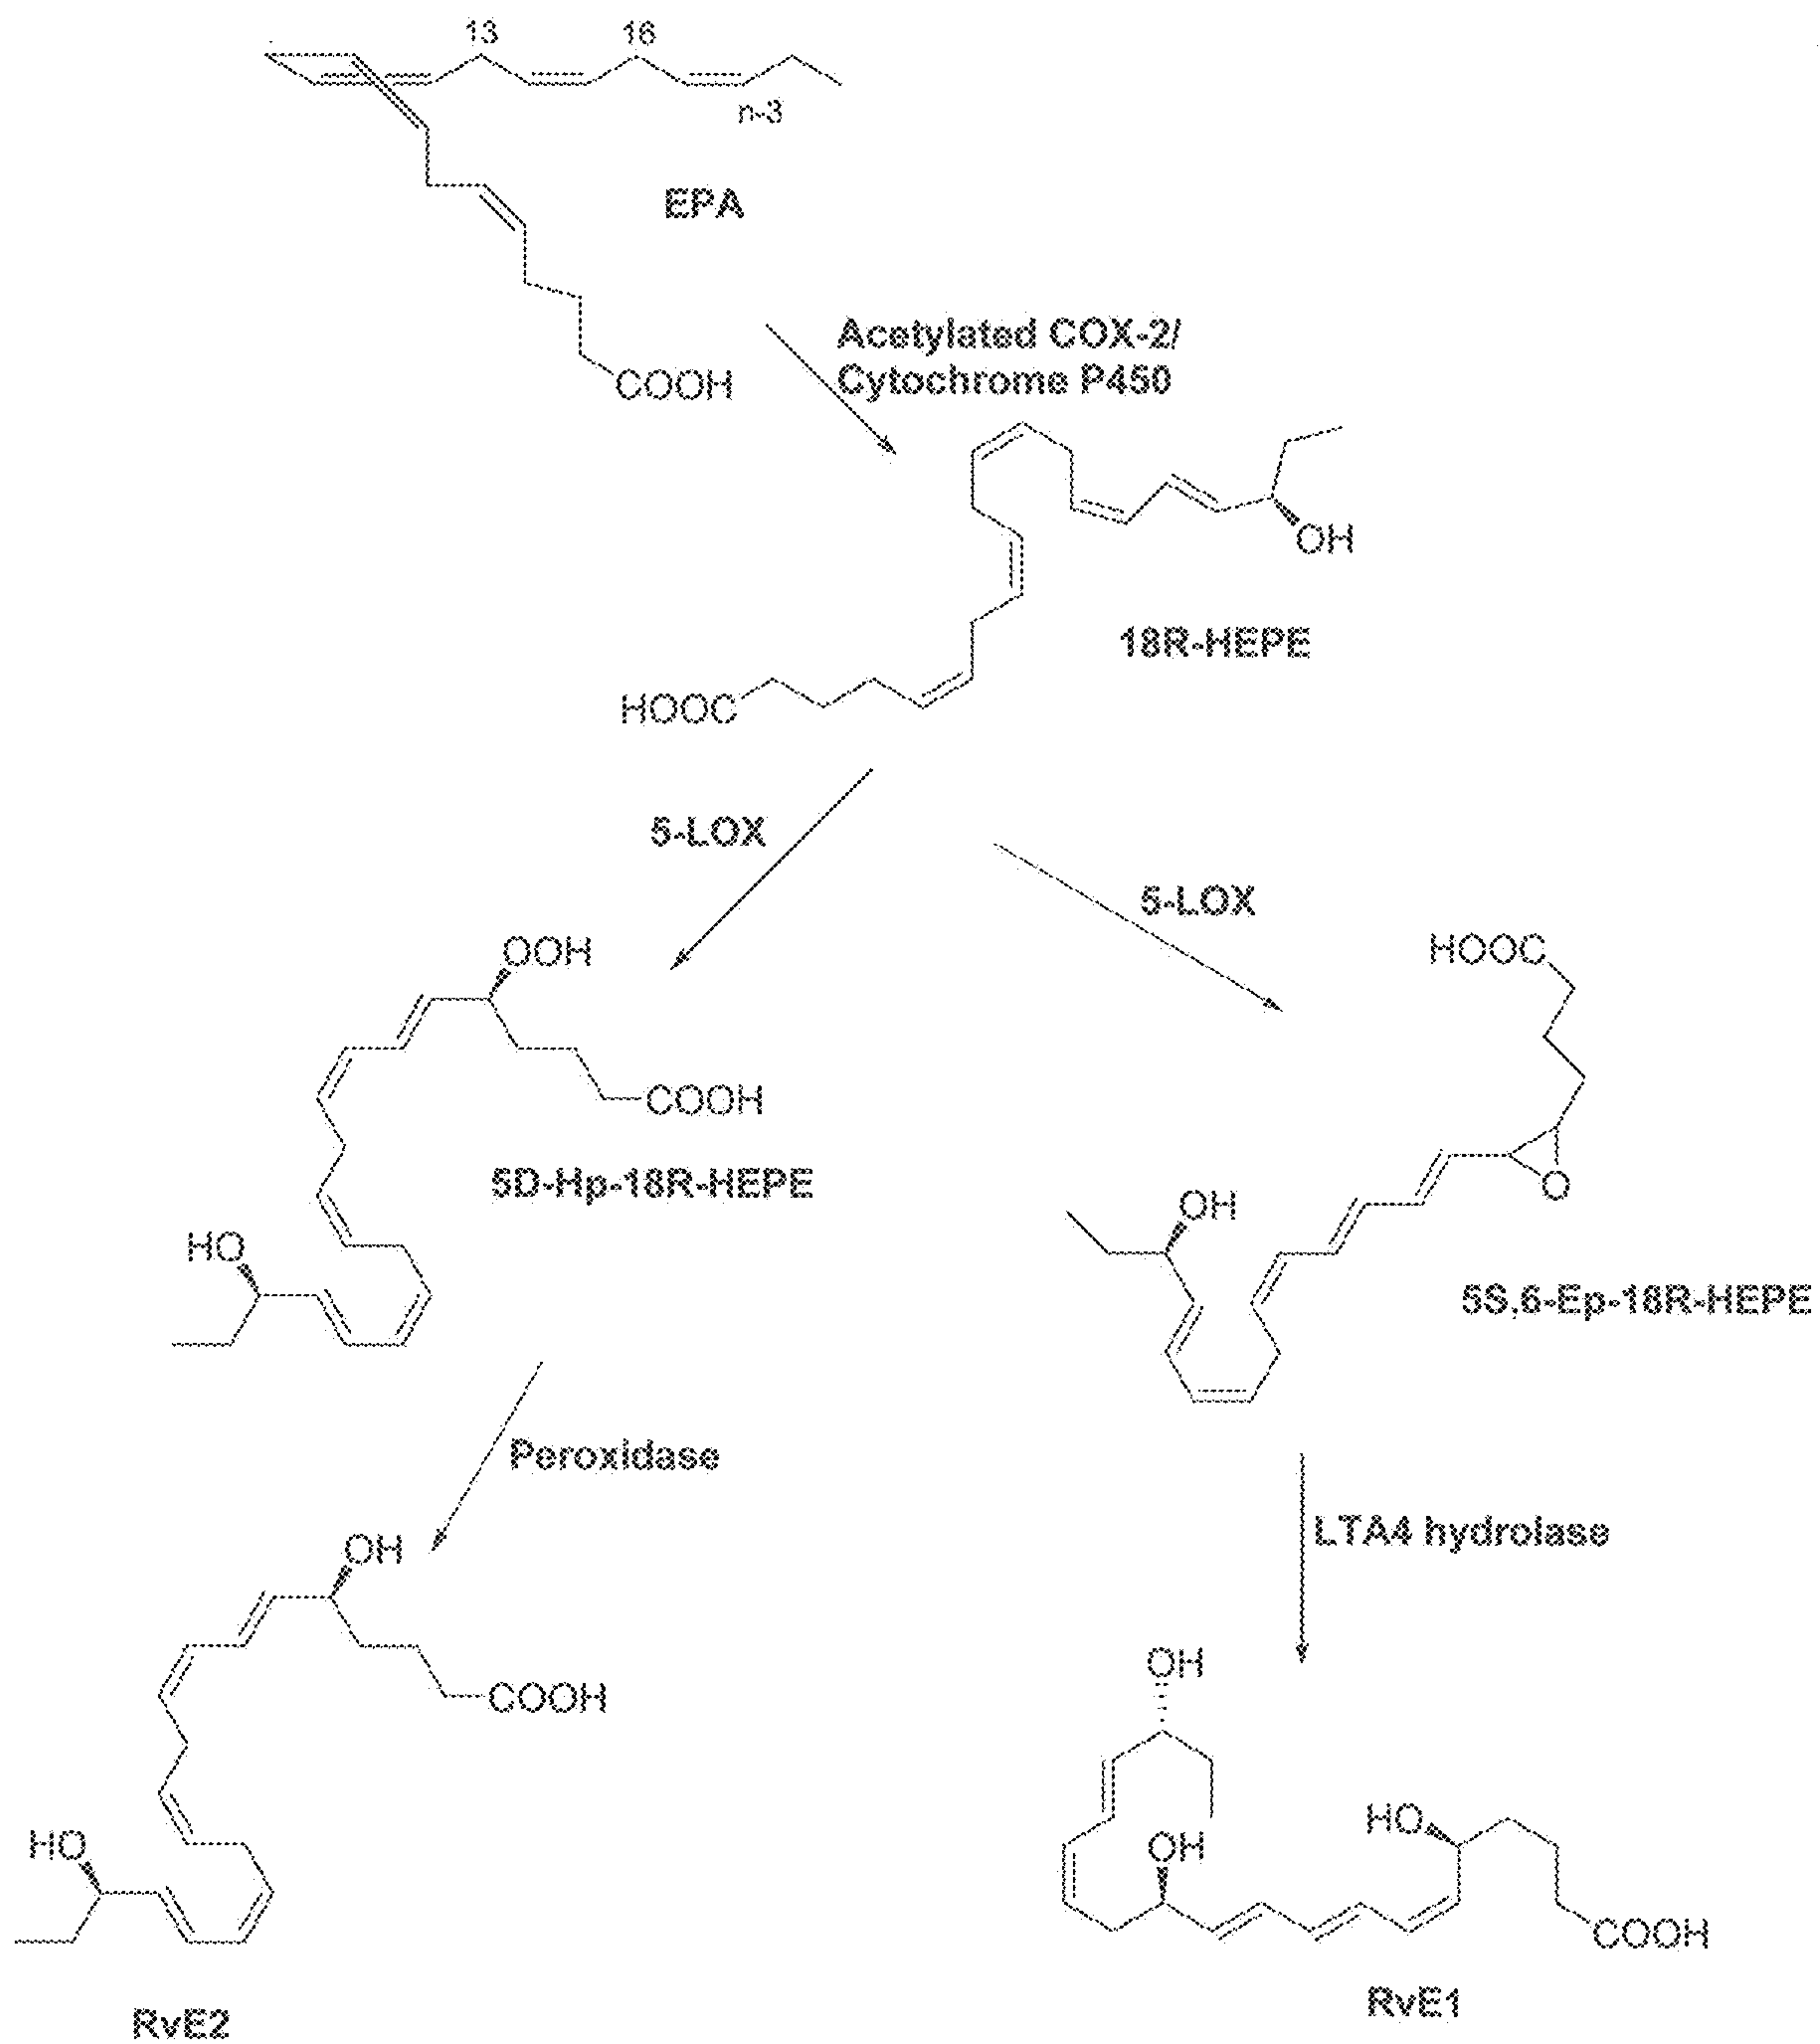 13
16
n-3
EPA
COOH
Acetylated COX-2/
Cytochrome P450
OH
18R-HEPE
HOOC
5-LOX
5-LOX
HOOC
OOH
COOH
5D-Hp-18R-HEPE
O
OH
HO
5S,6-Ep-18R-HEPE
Peroxidase
LTA4 hydrolase
OH
COOH
OH
HO
OH
HO
COOH
RvE1
RvE2